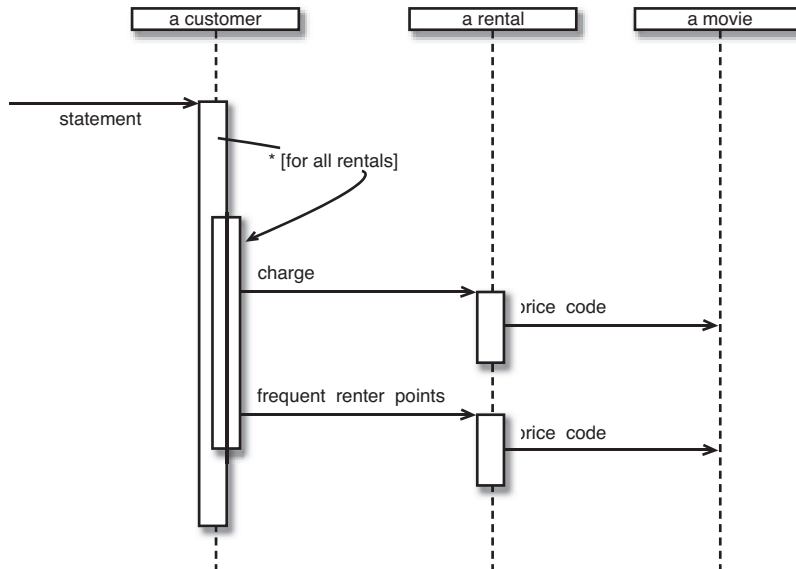 a customer
a rental
a movie
statement
* [for all rentals]
charge
price code
frequent renter points
price code